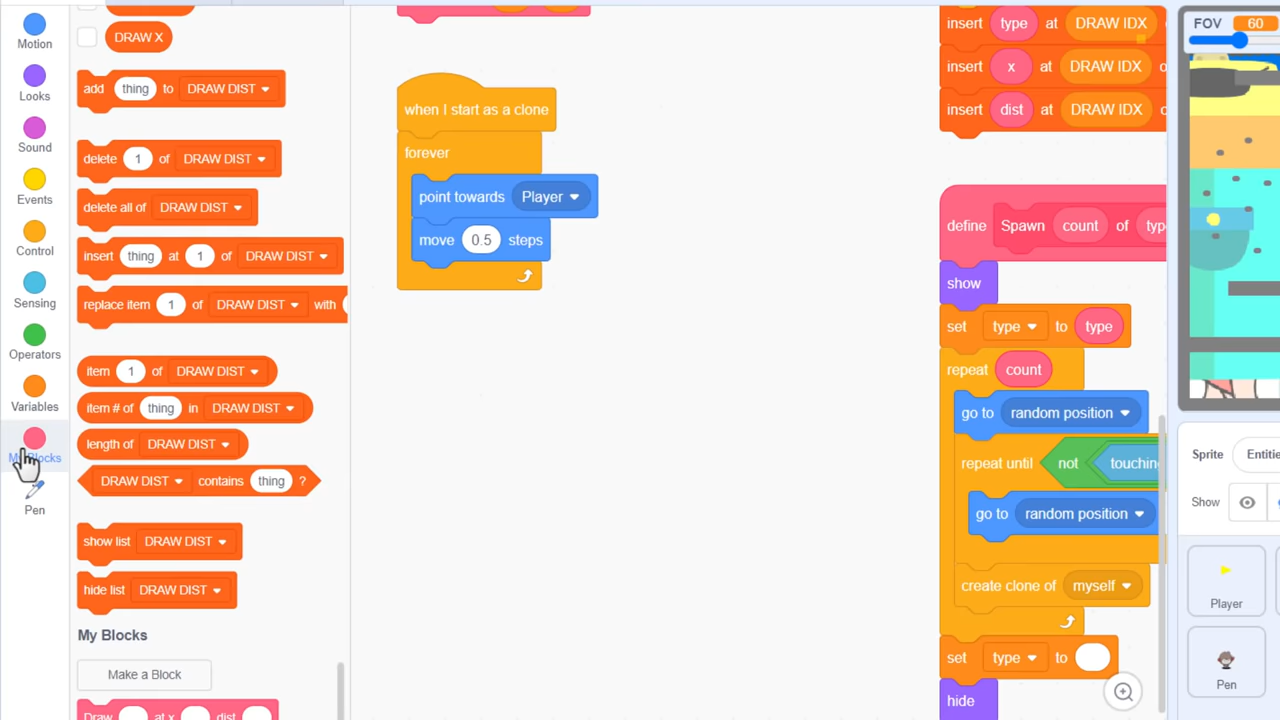 Motion
Looks
Sound
Events
Control
Sensing
Operators
Variables
My Blocks
Pen
DRAW X
add thing to DRAW DIST
delete 1 of DRAW DIST
delete all of DRAW DIST
insert thing at 1 of DRAW DIST
replace item 1 of DRAW DIST with
item 1 of DRAW DIST
item # of thing in DRAW DIST
length of DRAW DIST
DRAW DIST contains thing ?
show list DRAW DIST
hide list DRAW DIST
My Blocks
Make a Block
Draw at x dist
when I start as a clone
forever
point towards Player
move 0.5 steps
insert type at DRAW IDX
insert x at DRAW IDX
insert dist at DRAW IDX
define Spawn count of
show
set type to type
repeat count
go to random position
repeat until not touching
go to random position
create clone of myself
set type to
hide
FOV 60
Sprite
Show
Player
Pen